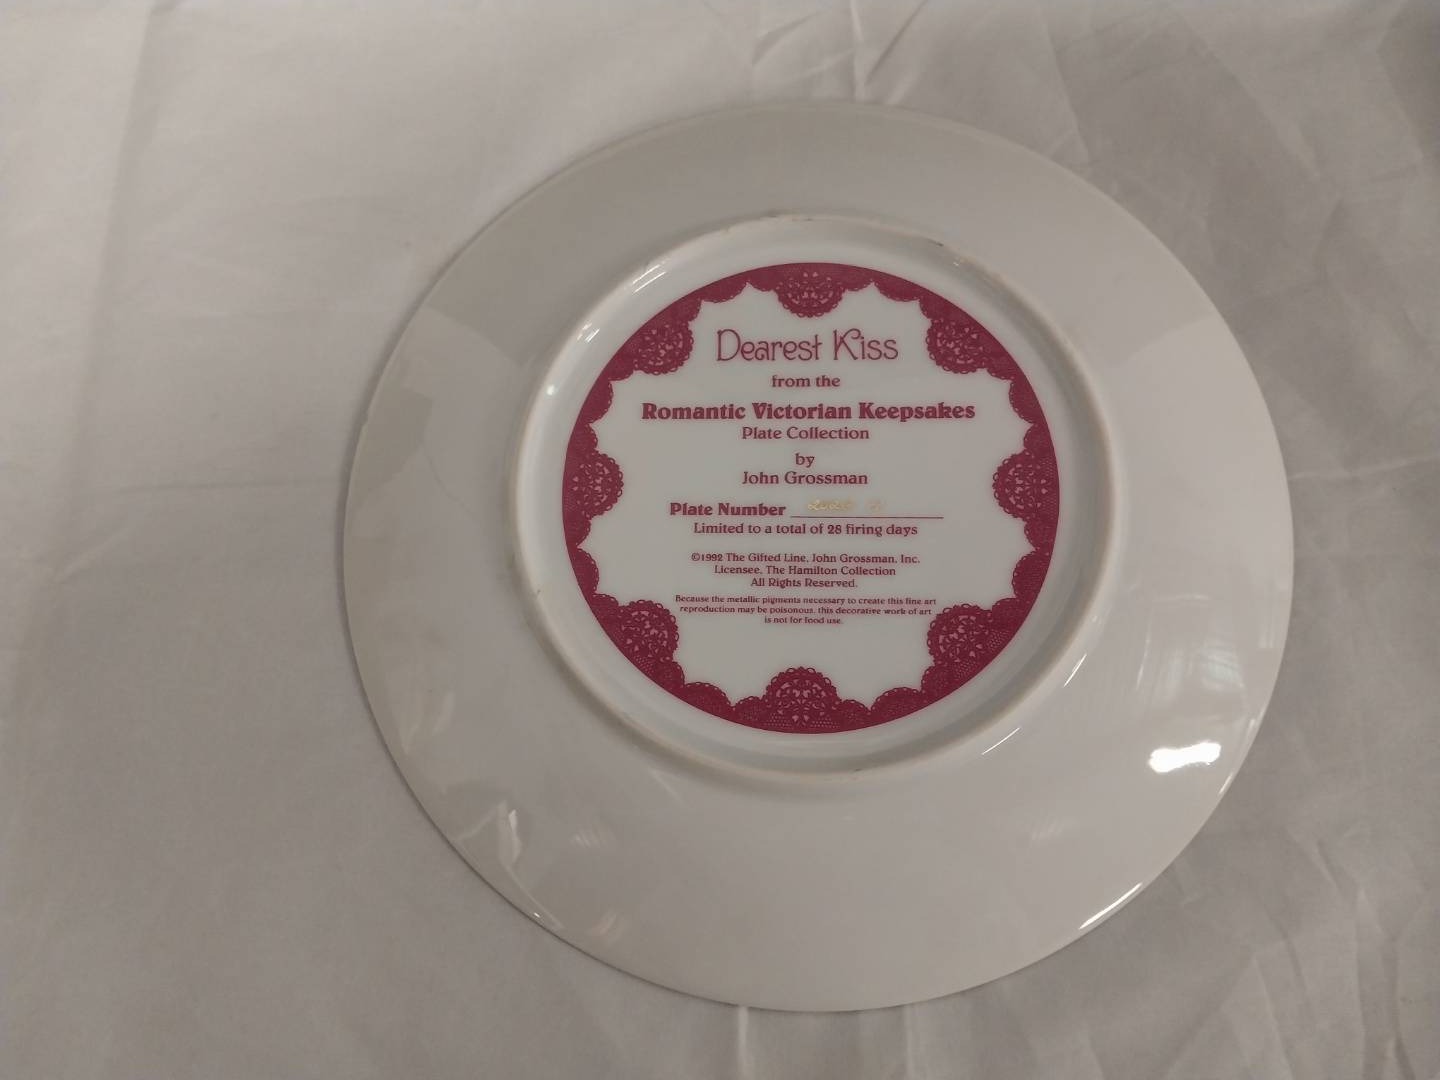 Dearest Kiss
from the
Romantic Victorian Keepsakes
Plate Collection
by
John Grossman
Plate Number
Limited to a total of 28 firing days
©1992 The Gifted Line, John Grossman, Inc.
Licensee, The Hamilton Collection
All Rights Reserved.
Because the metallic pigments necessary to create this fine art
reproduction may be poisonous, this decorative work of art
is not for food use.